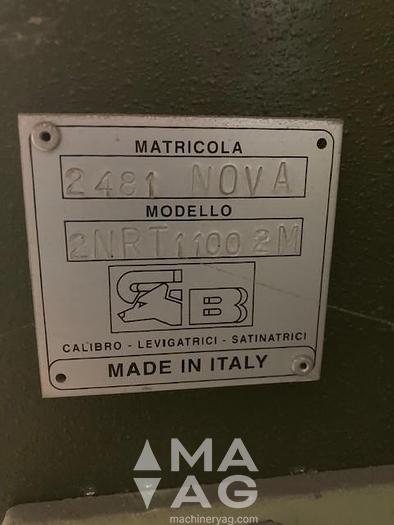 MATRICOLA
2481 NOVA
MODELLO
2NRT1100 2M
B
CALIBRO - LEVIGATRICI - SATINATRICI
MADE IN ITALY
MA
AG
machineryag.com